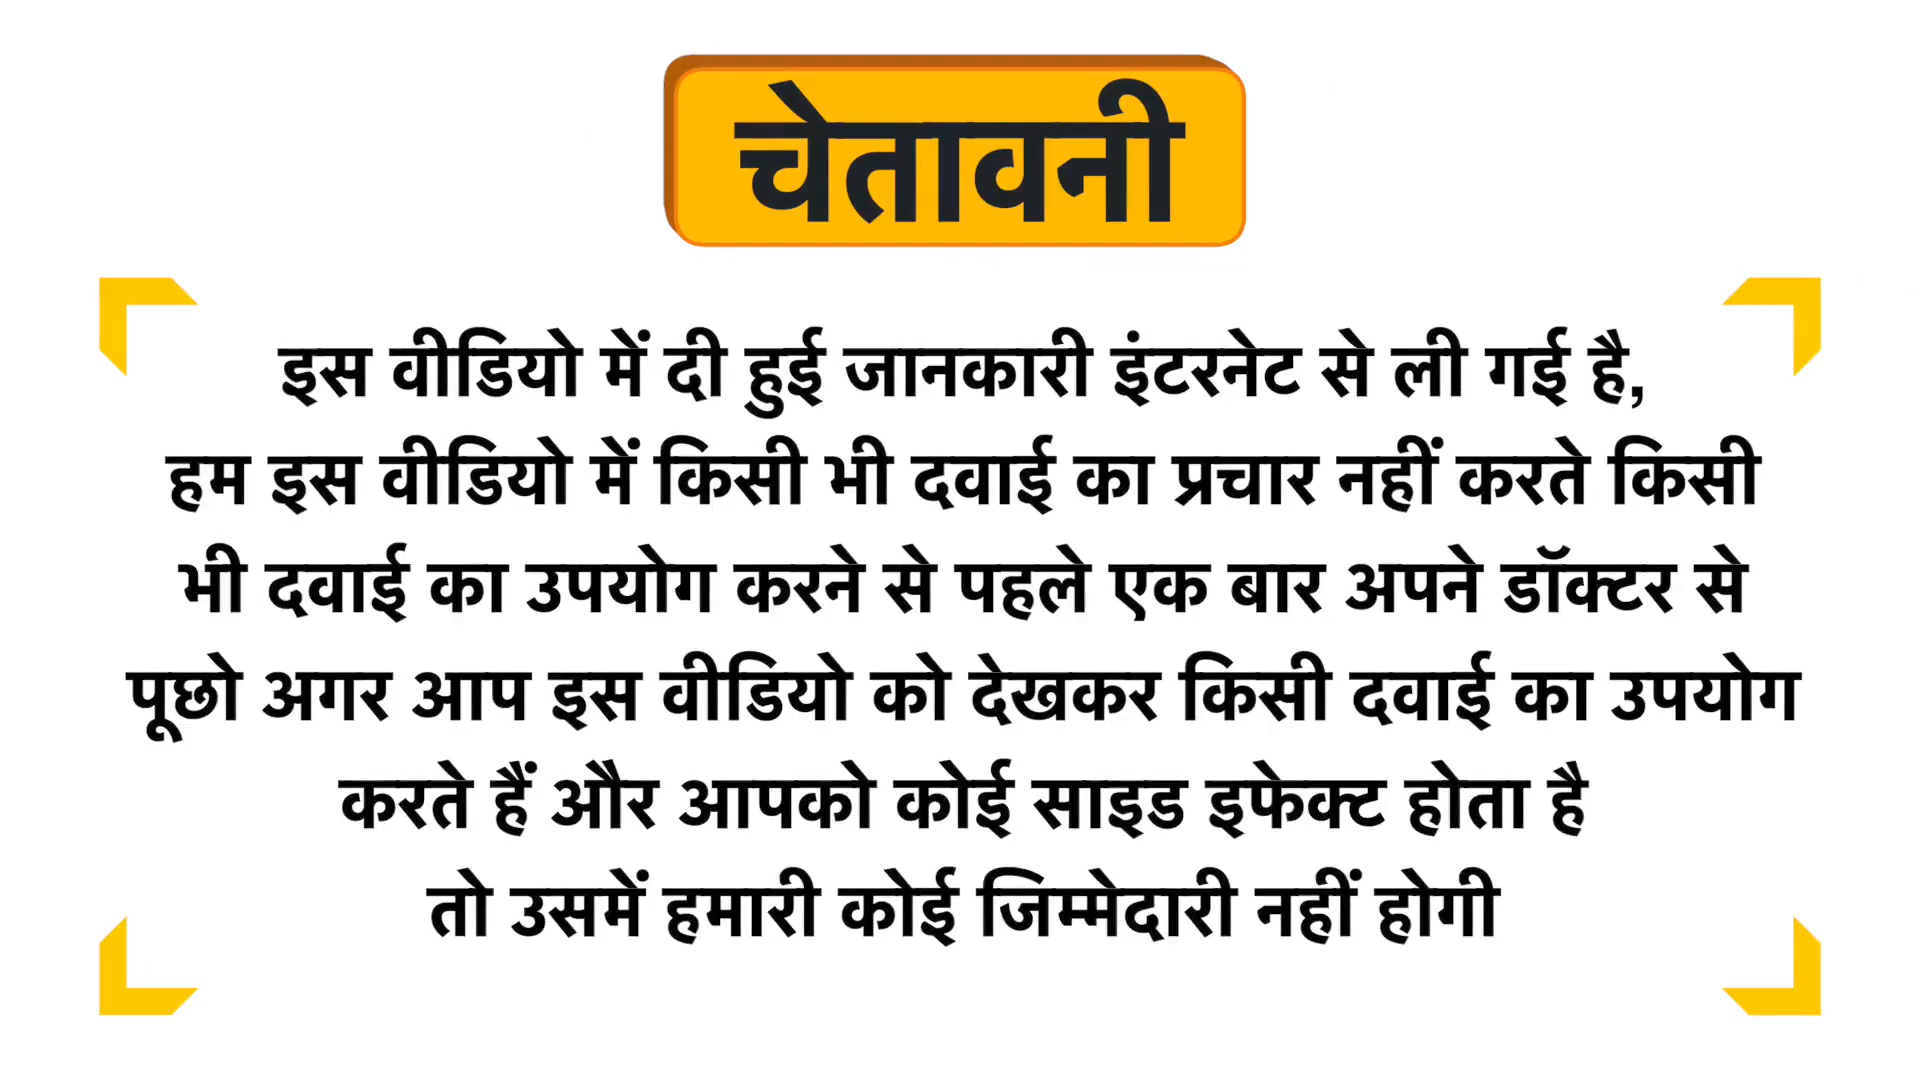 चेतावनी
इस वीडियो में दी हुई जानकारी इंटरनेट से ली गई है,
हम इस वीडियो में किसी भी दवाई का प्रचार नहीं करते किसी
भी दवाई का उपयोग करने से पहले एक बार अपने डॉक्टर से
पूछो अगर आप इस वीडियो को देखकर किसी दवाई का उपयोग
करते हैं और आपको कोई साइड इफेक्ट होता है
तो उसमें हमारी कोई जिम्मेदारी नहीं होगी